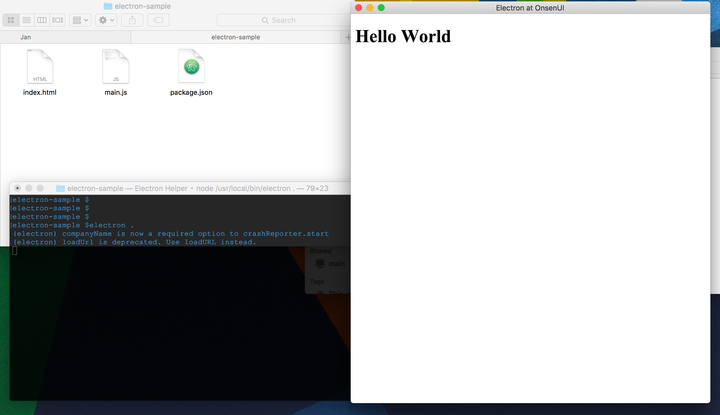 electron-sample
Search
Jan
electron-sample
HTML
JS
index.html
main.js
package.json
electron-sample — Electron Helper • node /usr/local/bin/electron . — 79×23
[electron-sample $
[electron-sample $
[electron-sample $
[electron-sample $electron .
(electron) companyName is now a required option to crashReporter.start
(electron) loadUrl is deprecated. Use loadURL instead.
Shared
main
Tags
Electron at OnsenUI
Hello World